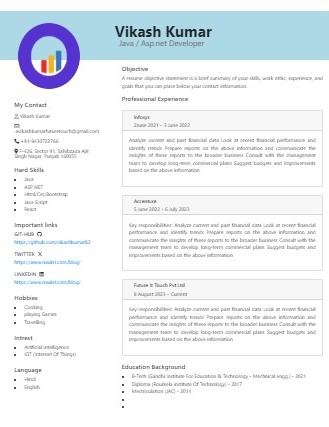 Vikash Kumar
Java / Asp.net Developer
My Contact
Vikash Kumar
avikashkumarfuturetouch@gmail.com
+91-9430722766
F-426, Sector 91, Sahibzada Ajit
Singh Nagar, Punjab 160055
Hard Skills
Java
ASP NET
Html/Css/Bootstrap
Java Script
React
Important links
GIT-HUB
https://github.com/vikashkumar82
TWITTER
https://www.naukri.com/blog/
LINKEDIN
https://www.naukri.com/blog/
Hobbies
Cooking
playing Games
Travelling
Intrest
Artificial intelligence
IOT (Internet Of Things)
Language
Hindi
English
Objective
A resume objective statement is a brief summary of your skills, work effic, experience, and
goals that you can place below your contact information
Professional Experience
Infosys
2 June 2021 – 3 June 2022
Analyze current and past financial data Look at recent financial performance
and identify trends Prepare reports on the above information and communicate
the insights of these reports to the broader business Consult with the management
team to develop long-term commercial plans Suggest budgets and improvements
based on the above information.
Accenture
5 June 2022 – 6 July 2023
Key responsibilities: Analyze current and past financial data Look at recent financial
performance and identify trends Prepare reports on the above information and
communicate the insights of these reports to the broader business Consult with the
management team to develop long-term commercial plans Suggest budgets and
improvements based on the above information
Future It Touch Pvt Ltd
8 August 2023 – Current
Key responsibilities: Analyze current and past financial data Look at recent financial
performance and identify trends Prepare reports on the above information and
communicate the insights of these reports to the broader business Consult with the
management team to develop long-term commercial plans Suggest budgets and
improvements based on the above information
Education Background
B-Tech (Gandhi Institute For Education & Technology – Mechanical engg.) – 2021
Diploma (Rourkela Institute Of Technology) – 2017
Matriculation (JAC) – 2014